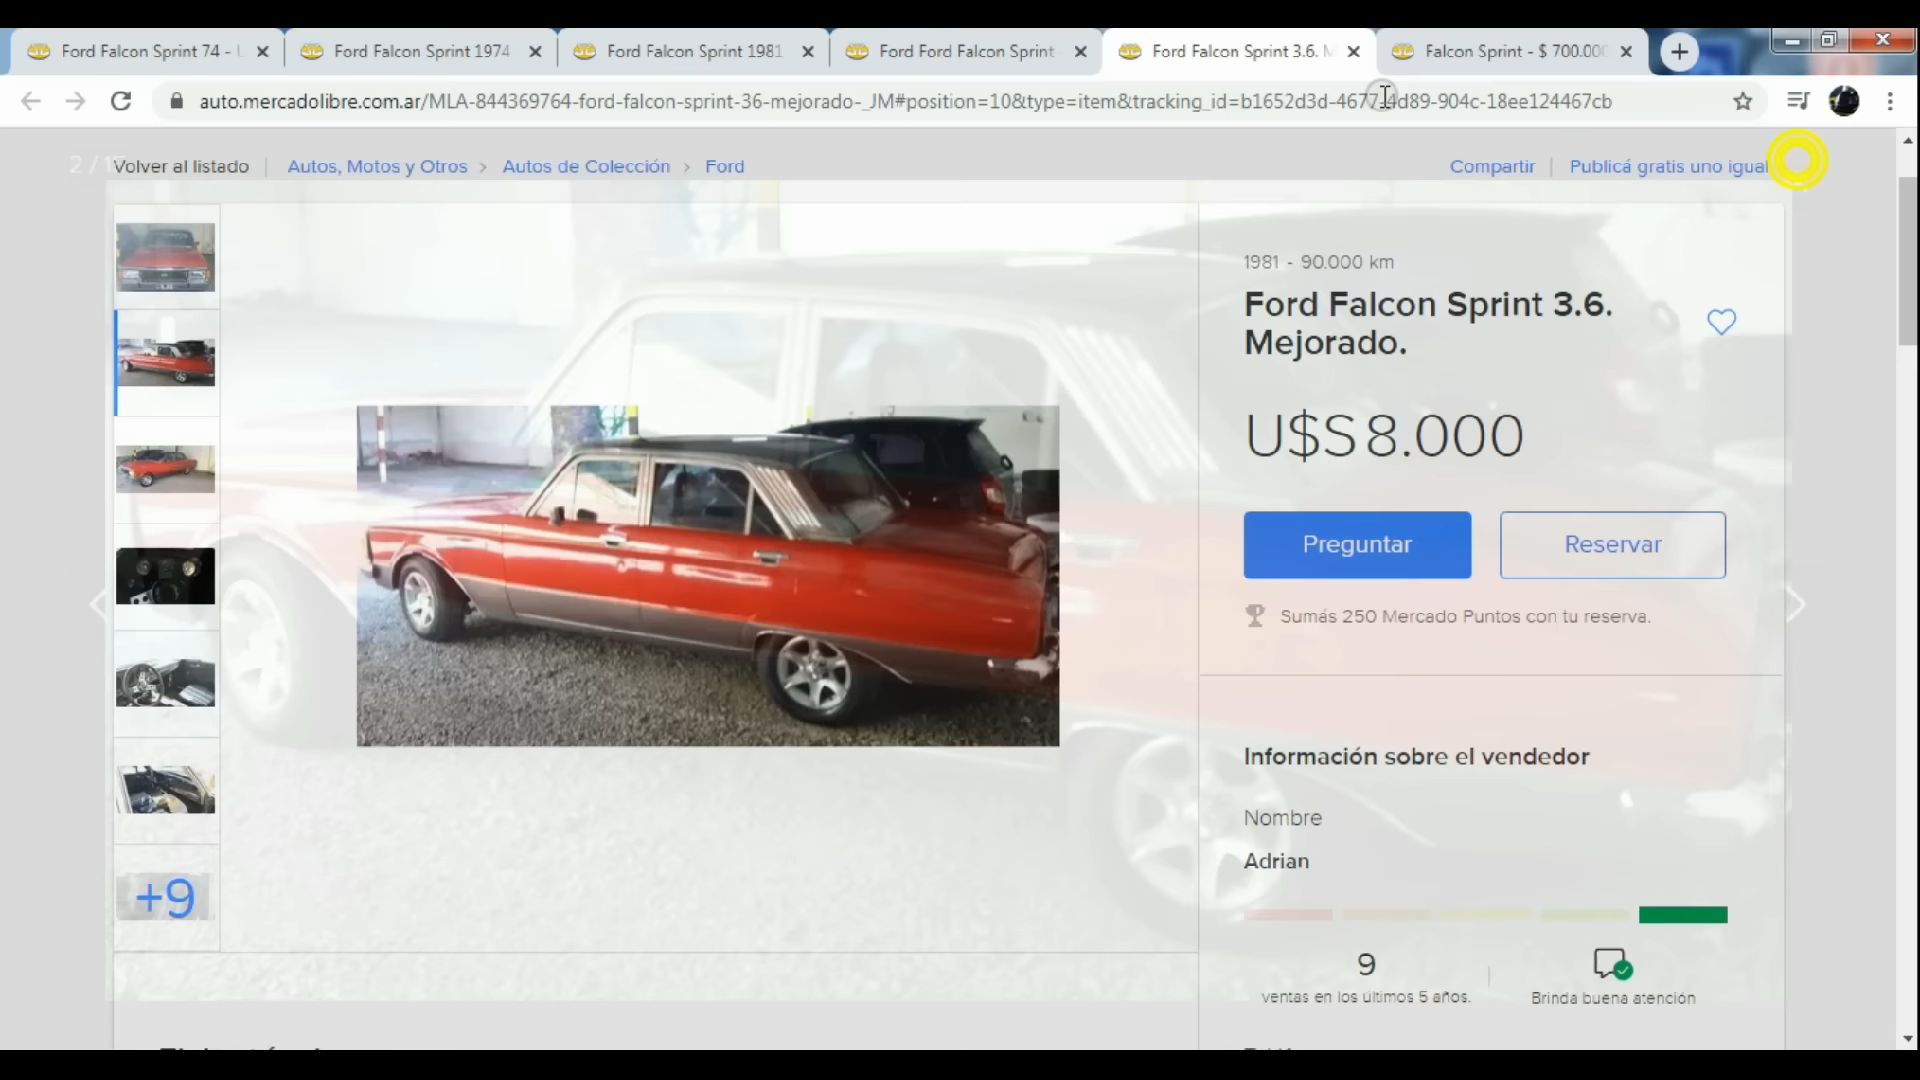 Ford Falcon Sprint 74 -
Ford Falcon Sprint 1974
Ford Falcon Sprint 1981
Ford Ford Falcon Sprint
Ford Falcon Sprint 3.6. M
Falcon Sprint - $ 700.000
auto.mercadolibre.com.ar/MLA-844369764-ford-falcon-sprint-36-mejorado-_JM#position=10&type=item&tracking_id=b1652d3d-4677-4d89-904c-18ee124467cb
Volver al listado
Autos, Motos y Otros > Autos de Colección > Ford
Compartir
Publicá gratis uno igual
1981 - 90.000 km
Ford Falcon Sprint 3.6.
Mejorado.
U$S 8.000
Preguntar
Reservar
Sumás 250 Mercado Puntos con tu reserva.
Información sobre el vendedor
Nombre
Adrian
9
ventas en los últimos 5 años.
Brinda buena atención
+9